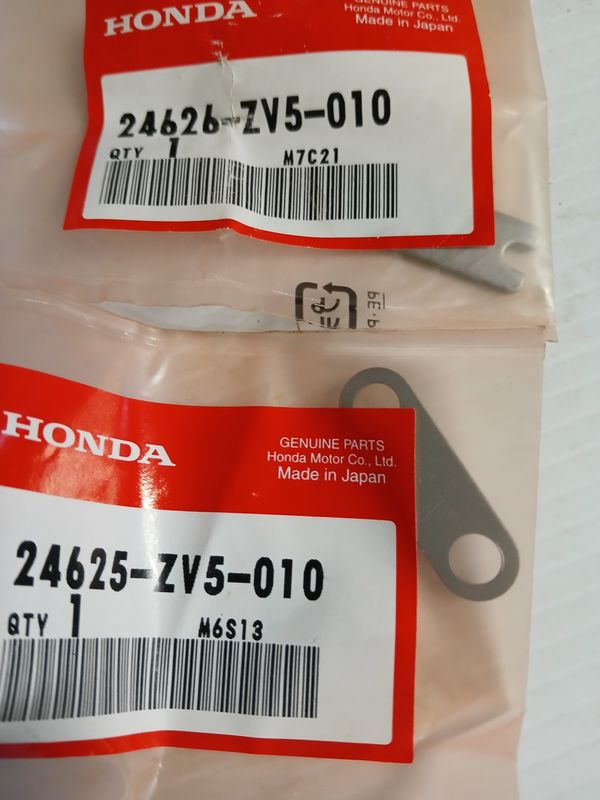 HONDA
GENUINE PARTS
Honda Motor Co., Ltd.
Made in Japan
24626-ZV5-010
QTY 1 M7C21
HONDA
GENUINE PARTS
Honda Motor Co., Ltd.
Made in Japan
24625-ZV5-010
QTY 1 M6S13